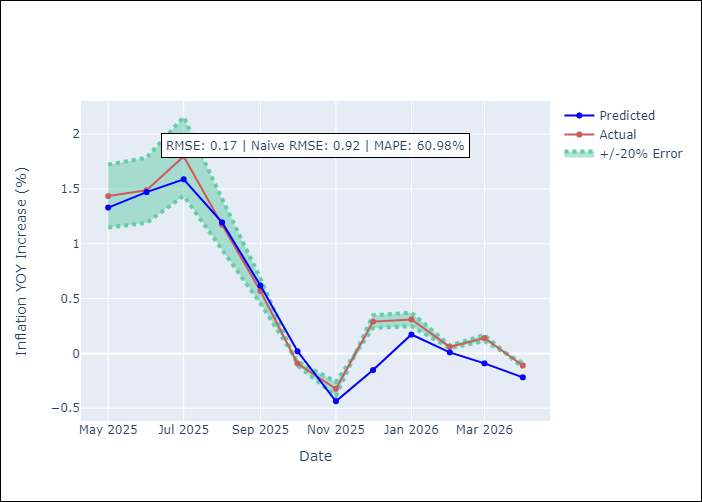 Predicted
Actual
+/-20% Error
RMSE: 0.17 | Naive RMSE: 0.92 | MAPE: 60.98%
Inflation YOY Increase (%)
2
1.5
1
0.5
0
−0.5
May 2025 Jul 2025 Sep 2025 Nov 2025 Jan 2026 Mar 2026
Date